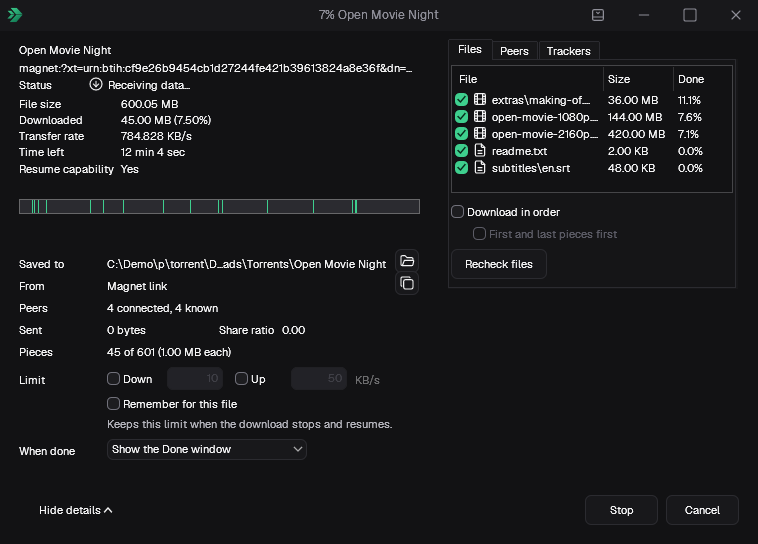 7% Open Movie Night
Open Movie Night
magnet:?xt=urn:btih:cf9e26b9454cb1d27244fe421b39613824a8e36f&dn=...
Status Receiving data...
File size 600.05 MB
Downloaded 45.00 MB (7.50%)
Transfer rate 784.828 KB/s
Time left 12 min 4 sec
Resume capability Yes
Saved to C:\Demo\p\torrent\D...ads\Torrents\Open Movie Night
From Magnet link
Peers 4 connected, 4 known
Sent 0 bytes Share ratio 0.00
Pieces 45 of 601 (1.00 MB each)
Limit Down 10 Up 50 KB/s
Remember for this file
Keeps this limit when the download stops and resumes.
When done Show the Done window
Hide details
Files Peers Trackers
File Size Done
extras\making-of... 36.00 MB 11.1%
open-movie-1080p... 144.00 MB 7.6%
open-movie-2160p... 420.00 MB 7.1%
readme.txt 2.00 KB 0.0%
subtitles\en.srt 48.00 KB 0.0%
Download in order
First and last pieces first
Recheck files
Stop Cancel